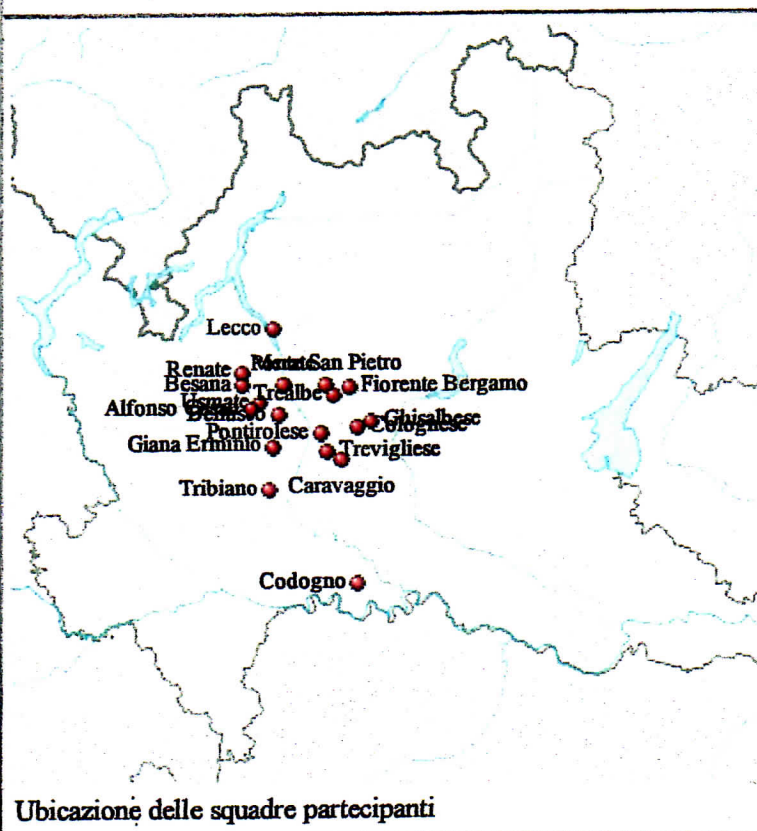 Lecco
Renate
San Pietro
Besana
Trealbe
Fiorente Bergamo
Usmate
Alfonso
Ghisalbese
Colognese
Pontirolese
Giana Erminio
Trevigliese
Tribiano
Caravaggio
Codogno
Ubicazione delle squadre partecipanti